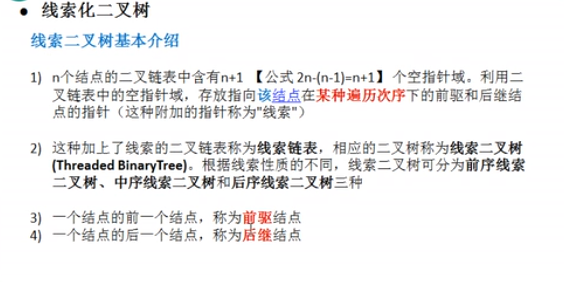 线索化二叉树
线索二叉树基本介绍
1) n个结点的二叉链表中含有n+1 【公式 2n-(n-1)=n+1】 个空指针域。利用二
叉链表中的空指针域，存放指向该结点在某种遍历次序下的前驱和后继结
点的指针（这种附加的指针称为"线索"）
2) 这种加上了线索的二叉链表称为线索链表，相应的二叉树称为线索二叉树
(Threaded BinaryTree)。根据线索性质的不同，线索二叉树可分为前序线索
二叉树、中序线索二叉树和后序线索二叉树三种
3) 一个结点的前一个结点，称为前驱结点
4) 一个结点的后一个结点，称为后继结点